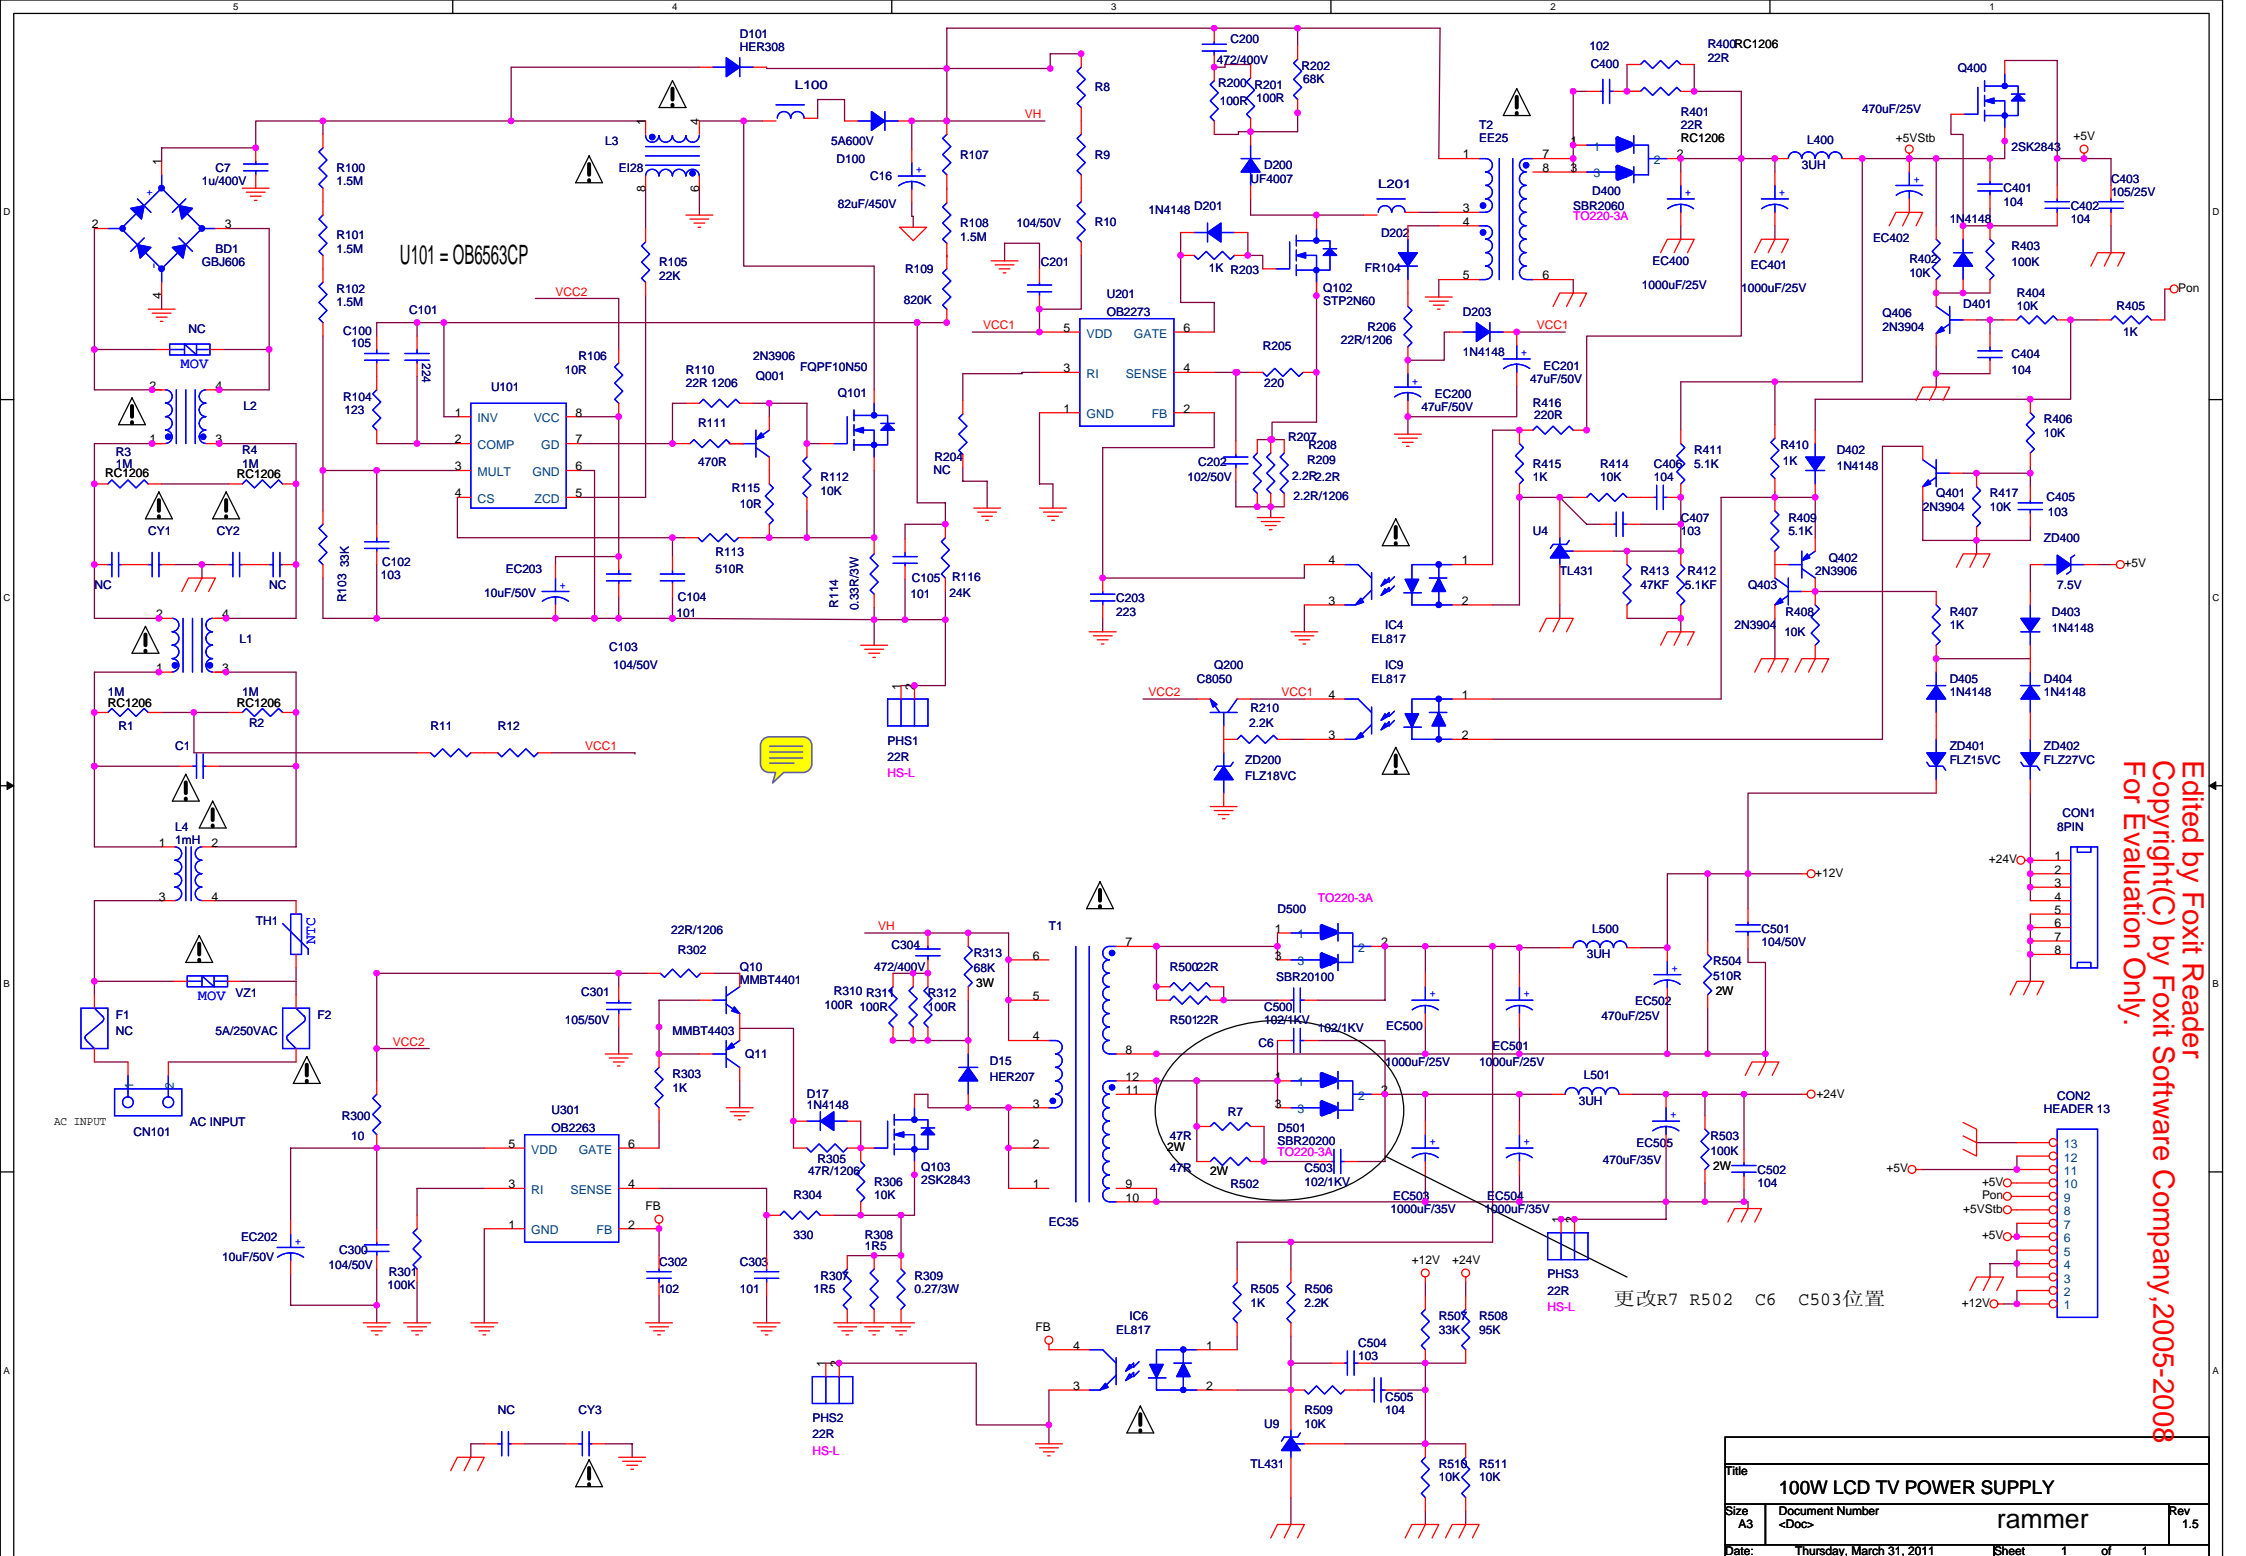 5 4 3 2 1
D101
HER308
L100
5A600V
D100
C16
82uF/450V
VH
L3
EI28
C7
1u/400V
BD1
GBJ606
R100
1.5M
R101
1.5M
R102
1.5M
U101 = OB6563CP
R105
22K
NC
MOV
L2
R3
1M
RC1206
R4
1M
RC1206
CY1
CY2
NC
NC
L1
1M
RC1206
R1
1M
RC1206
R2
C1
R11
R12
VCC1
L4
1mH
TH1
NTC
MOV
VZ1
F1
NC
5A/250VAC
F2
AC INPUT
CN101
AC INPUT
VCC2
C100
105
C101
224
R104
123
R106
10R
U101
INV
COMP
MULT
CS
VCC
GD
GND
ZCD
R110
22R 1206
2N3906
Q001
FQPF10N50
Q101
R111
470R
R115
10R
R112
10K
R113
510R
R103 33K
C102
103
EC203
10uF/50V
C103
104/50V
C104
101
R114
0.33R/3W
C105
101
R116
24K
PHS1
22R
HS-L
R107
R108
1.5M
R109
820K
R8
R9
R10
104/50V
C201
VCC1
U201
OB2273
VDD
GATE
RI
SENSE
GND
FB
R204
NC
C200
472/400V
R200
100R
R201
100R
R202
68K
D200
UF4007
L201
D201
1N4148
1K
R203
Q102
STP2N60
D202
FR104
R206
22R/1206
D203
1N4148
VCC1
EC201
47uF/50V
EC200
47uF/50V
R205
220
C202
102/50V
R207
R208
R209
2.2R
2.2R
2.2R/1206
C203
223
T2
EE25
102
C400
R400
RC1206
22R
R401
22R
RC1206
D400
SBR2060
TO220-3A
EC400
1000uF/25V
EC401
1000uF/25V
L400
3UH
470uF/25V
+5VStb
EC402
Q400
2SK2843
+5V
C401
104
C402
104
C403
105/25V
1N4148
R402
10K
R403
100K
D401
Q406
2N3904
R404
10K
R405
1K
Pon
C404
104
R416
220R
R415
1K
R414
10K
C406
104
R411
5.1K
C407
103
U4
TL431
R413
47KF
R412
5.1KF
R410
1K
D402
1N4148
R409
5.1K
Q402
2N3906
Q403
2N3904
R408
10K
R406
10K
Q401
2N3904
R417
10K
C405
103
ZD400
7.5V
+5V
R407
1K
D403
1N4148
D405
1N4148
D404
1N4148
ZD401
FLZ15VC
ZD402
FLZ27VC
IC4
EL817
IC9
EL817
Q200
C8050
VCC2
VCC1
R210
2.2K
ZD200
FLZ18VC
CON1
8PIN
+24V
1
2
3
4
5
6
7
8
Edited by Foxit Reader
Copyright(C) by Foxit Software Company,2005-2008
For Evaluation Only.
VCC2
22R/1206
R302
C301
105/50V
Q10
MMBT4401
MMBT4403
Q11
R303
1K
R300
10
U301
OB2263
VDD
GATE
RI
SENSE
GND
FB
EC202
10uF/50V
C300
104/50V
R301
100K
FB
C302
102
C303
101
D17
1N4148
R305
47R/1206
R306
10K
Q103
2SK2843
R304
330
R307
1R5
R308
1R5
R309
0.27/3W
VH
C304
472/400V
R310
100R
R311
100R
R312
100R
R313
68K
3W
D15
HER207
T1
EC35
TO220-3A
D500
SBR20100
R500
22R
R501
22R
C500
102/1KV
102/1KV
C6
D501
SBR20200
TO220-3A
R7
47R
2W
47R
2W
R502
C503
102/1KV
EC500
1000uF/25V
EC501
1000uF/25V
L500
3UH
EC502
470uF/25V
R504
510R
2W
C501
104/50V
+12V
L501
3UH
+24V
EC503
1000uF/35V
EC504
1000uF/35V
EC505
470uF/35V
R503
100K
2W
C502
104
PHS3
22R
HS-L
更改R7 R502 C6 C503位置
CON2
HEADER 13
13
12
11
10
9
8
7
6
5
4
3
2
1
+5V
+5V
Pon
+5VStb
+5V
+12V
R505
1K
R506
2.2K
+12V
+24V
R507
33K
R508
95K
IC6
EL817
FB
C504
103
R509
10K
C505
104
U9
TL431
R510
10K
R511
10K
PHS2
22R
HS-L
NC
CY3
Title
100W LCD TV POWER SUPPLY
Size
A3
Document Number
<Doc>
rammer
Rev
1.5
Date:
Thursday, March 31, 2011
Sheet 1 of 1